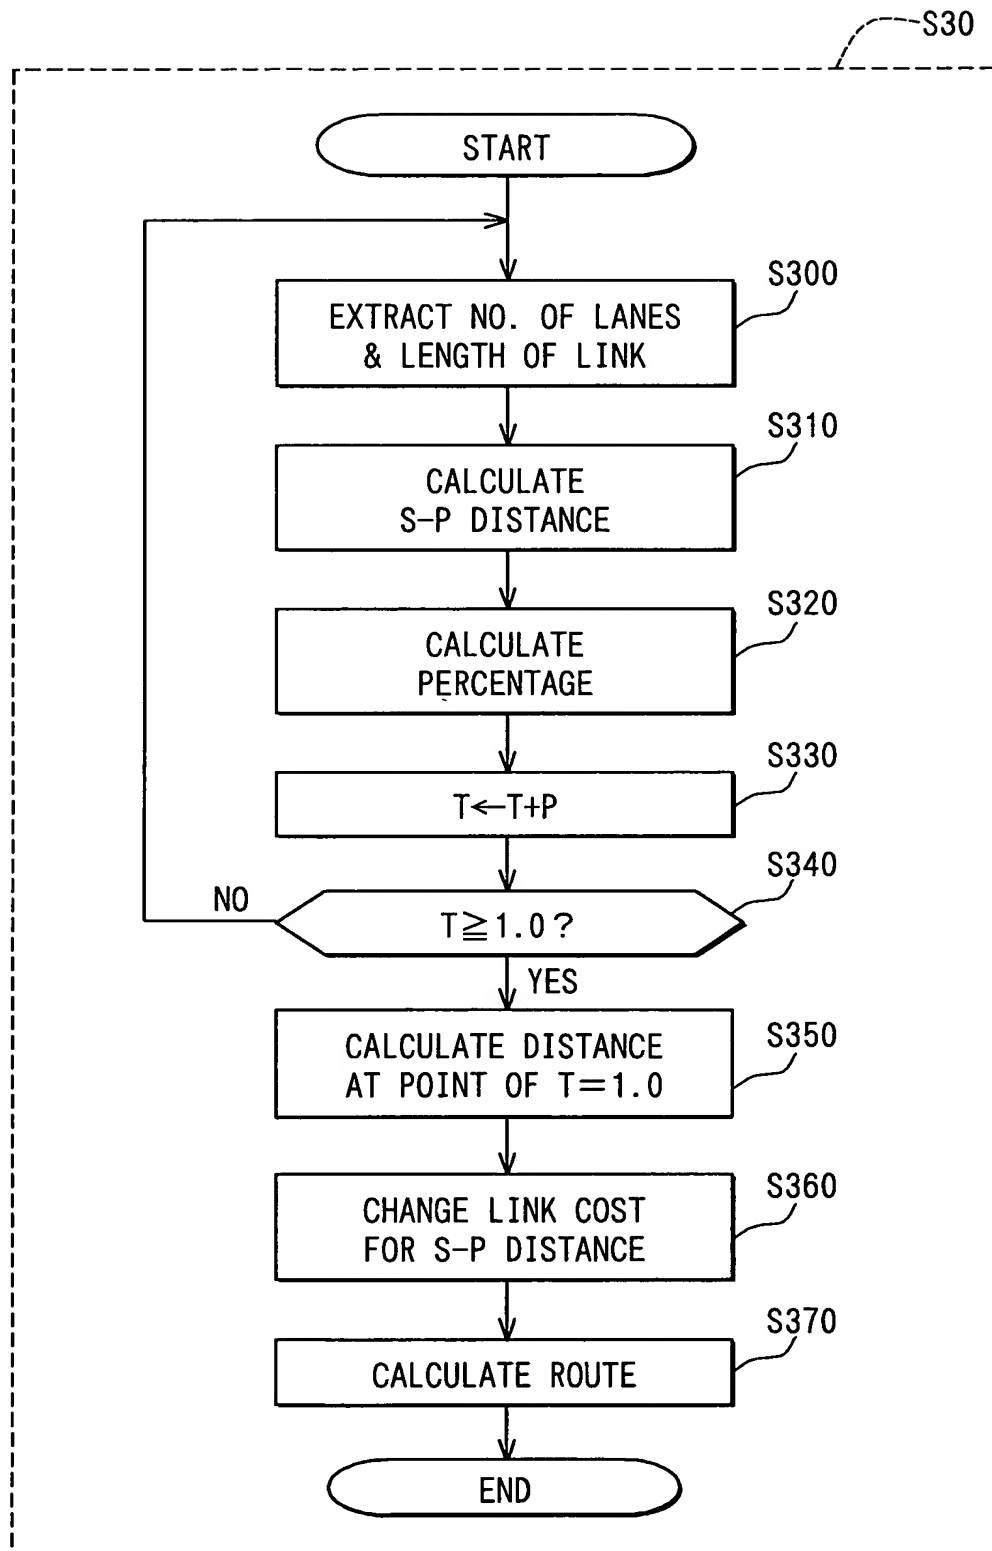 S30
START
S300
EXTRACT NO. OF LANES
& LENGTH OF LINK
S310
CALCULATE
S-P DISTANCE
S320
CALCULATE
PERCENTAGE
S330
T←T+P
S340
NO
T≧1.0?
YES
S350
CALCULATE DISTANCE
AT POINT OF T=1.0
S360
CHANGE LINK COST
FOR S-P DISTANCE
S370
CALCULATE ROUTE
END